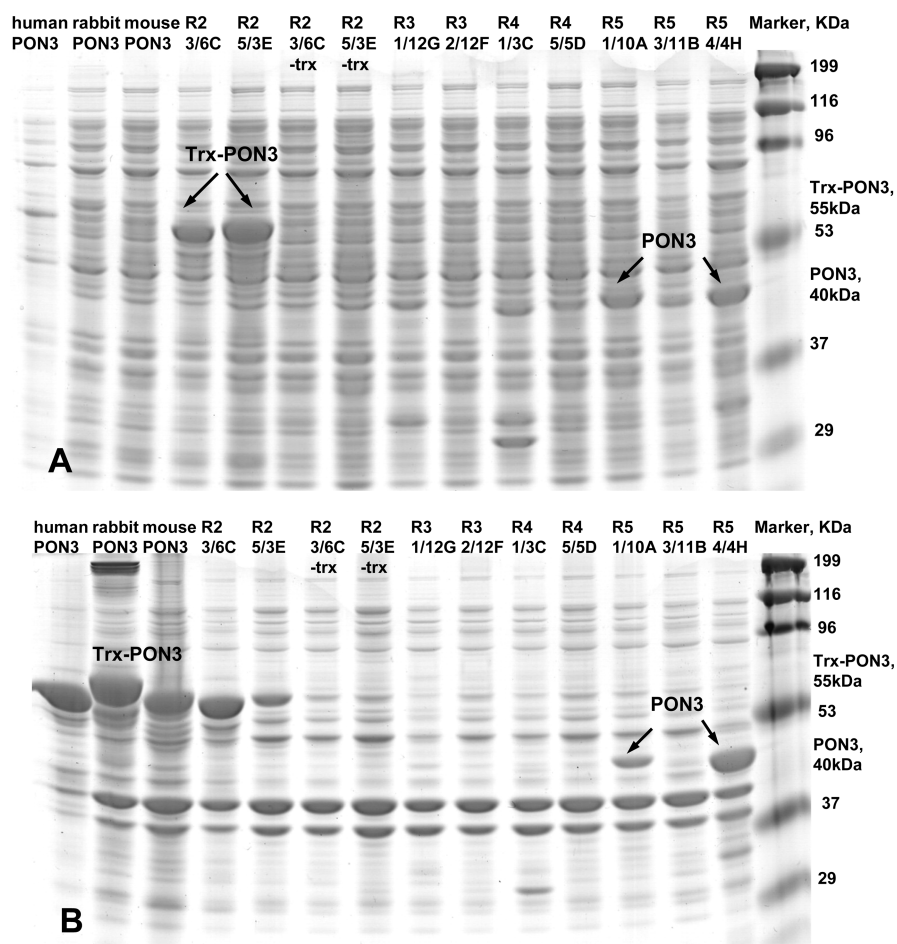 human rabbit mouse R2 R2 R2 R2 R3 R3 R4 R4 R5 R5 R5 Marker, KDa
PON3 PON3 PON3 3/6C 5/3E 3/6C 5/3E 1/12G 2/12F 1/3C 5/5D 1/10A 3/11B 4/4H
-trx -trx
199
116
96
Trx-PON3
Trx-PON3,
55kDa
53
PON3
PON3,
40kDa
37
29
A
human rabbit mouse R2 R2 R2 R2 R3 R3 R4 R4 R5 R5 R5 Marker, KDa
PON3 PON3 PON3 3/6C 5/3E 3/6C 5/3E 1/12G 2/12F 1/3C 5/5D 1/10A 3/11B 4/4H
-trx -trx
199
116
96
Trx-PON3
Trx-PON3,
55kDa
53
PON3
PON3,
40kDa
37
29
B